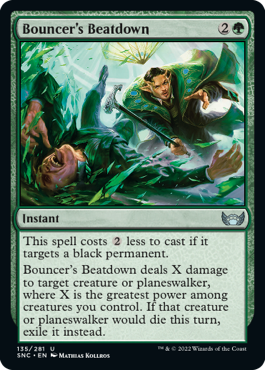 Bouncer's Beatdown 2
Instant
This spell costs 2 less to cast if it
targets a black permanent.
Bouncer's Beatdown deals X damage
to target creature or planeswalker,
where X is the greatest power among
creatures you control. If that creature
or planeswalker would die this turn,
exile it instead.
135/281 U
SNC • EN Mathias Kollros
™ & © 2022 Wizards of the Coast